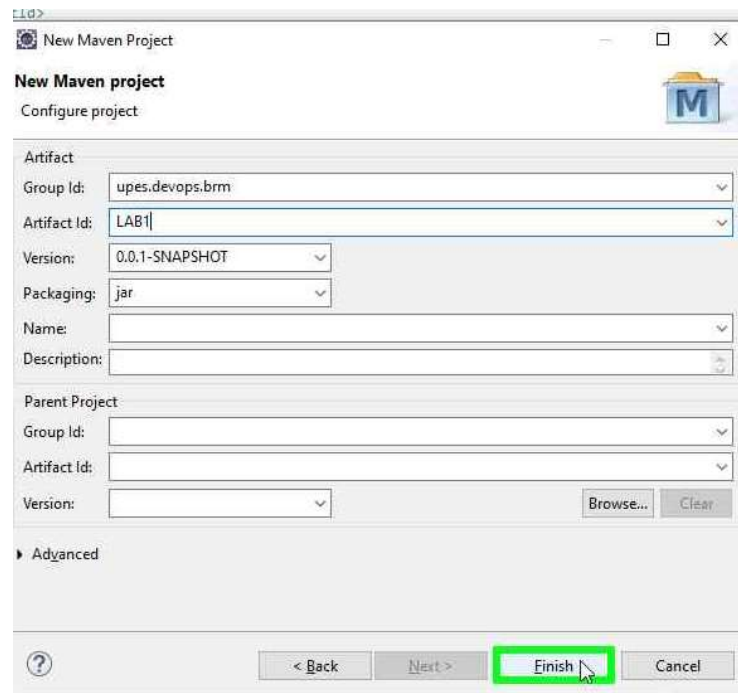 tId>
New Maven Project
New Maven project
Configure project
M
Artifact
Group Id: upes.devops.brm
Artifact Id: LAB1
Version: 0.0.1-SNAPSHOT
Packaging: jar
Name:
Description:
Parent Project
Group Id:
Artifact Id:
Version: Browse... Clear
Advanced
? < Back Next > Finish Cancel